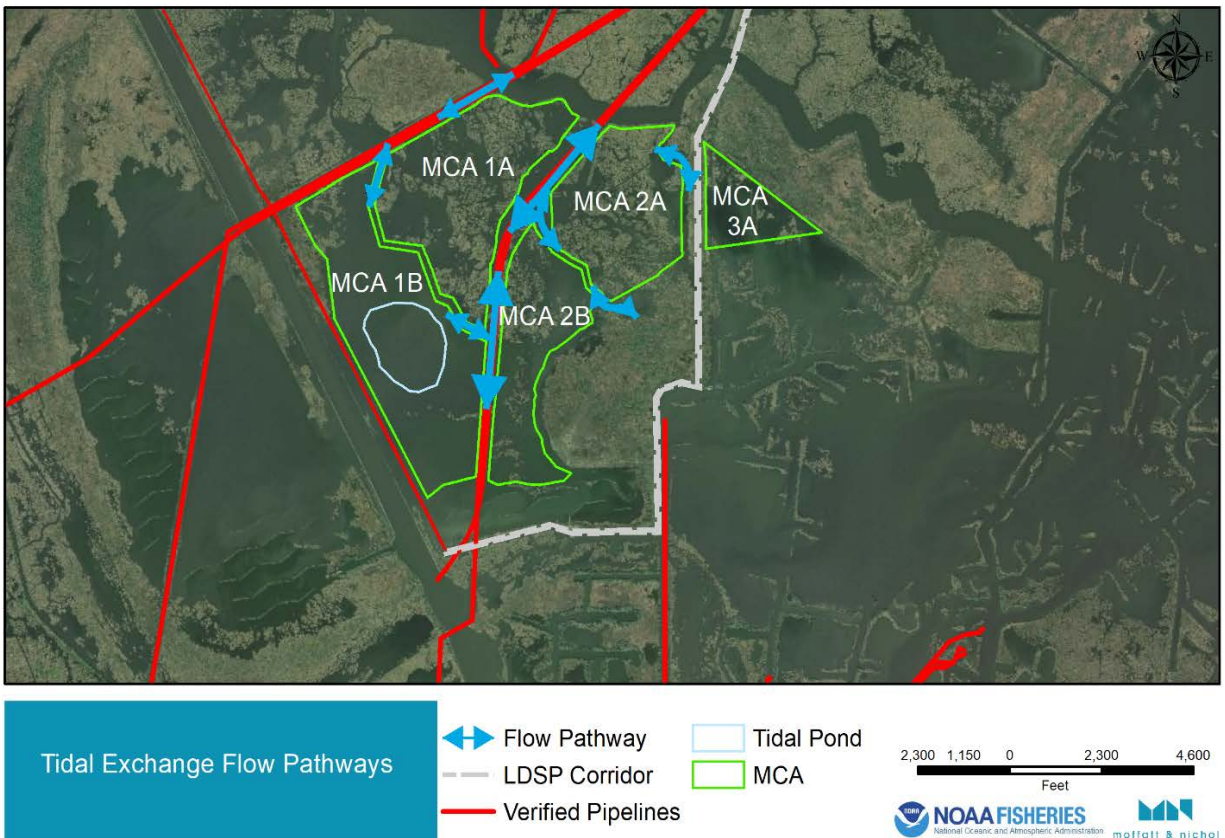 N
W E
S
MCA 1A
MCA 2A
MCA
3A
MCA 1B
MCA 2B
Tidal Exchange Flow Pathways
Flow Pathway
LDSP Corridor
Verified Pipelines
Tidal Pond
MCA
2,300 1,150 0 2,300 4,600
Feet
NOAA
NOAA FISHERIES
National Oceanic and Atmospheric Administration
moffatt & nichol